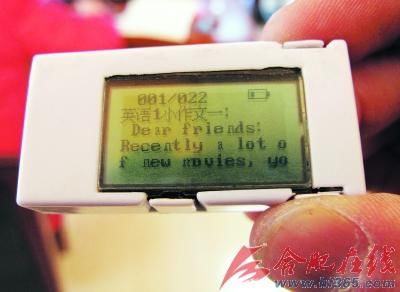 001/022
英语1小作文一!
Dear friends!
Recently a lot o
f new movies, yo
合肥在线
www.hf365.com